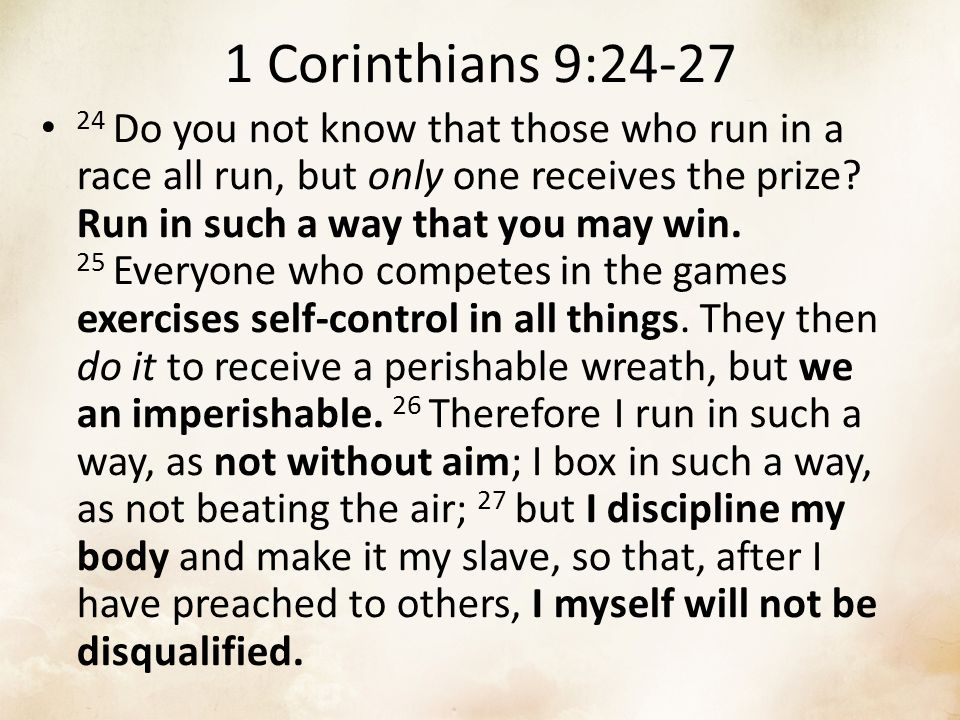 1 Corinthians 9:24-27
• 24 Do you not know that those who run in a
race all run, but only one receives the prize?
Run in such a way that you may win.
25 Everyone who competes in the games
exercises self-control in all things. They then
do it to receive a perishable wreath, but we
an imperishable. 26 Therefore I run in such a
way, as not without aim; I box in such a way,
as not beating the air; 27 but I discipline my
body and make it my slave, so that, after I
have preached to others, I myself will not be
disqualified.